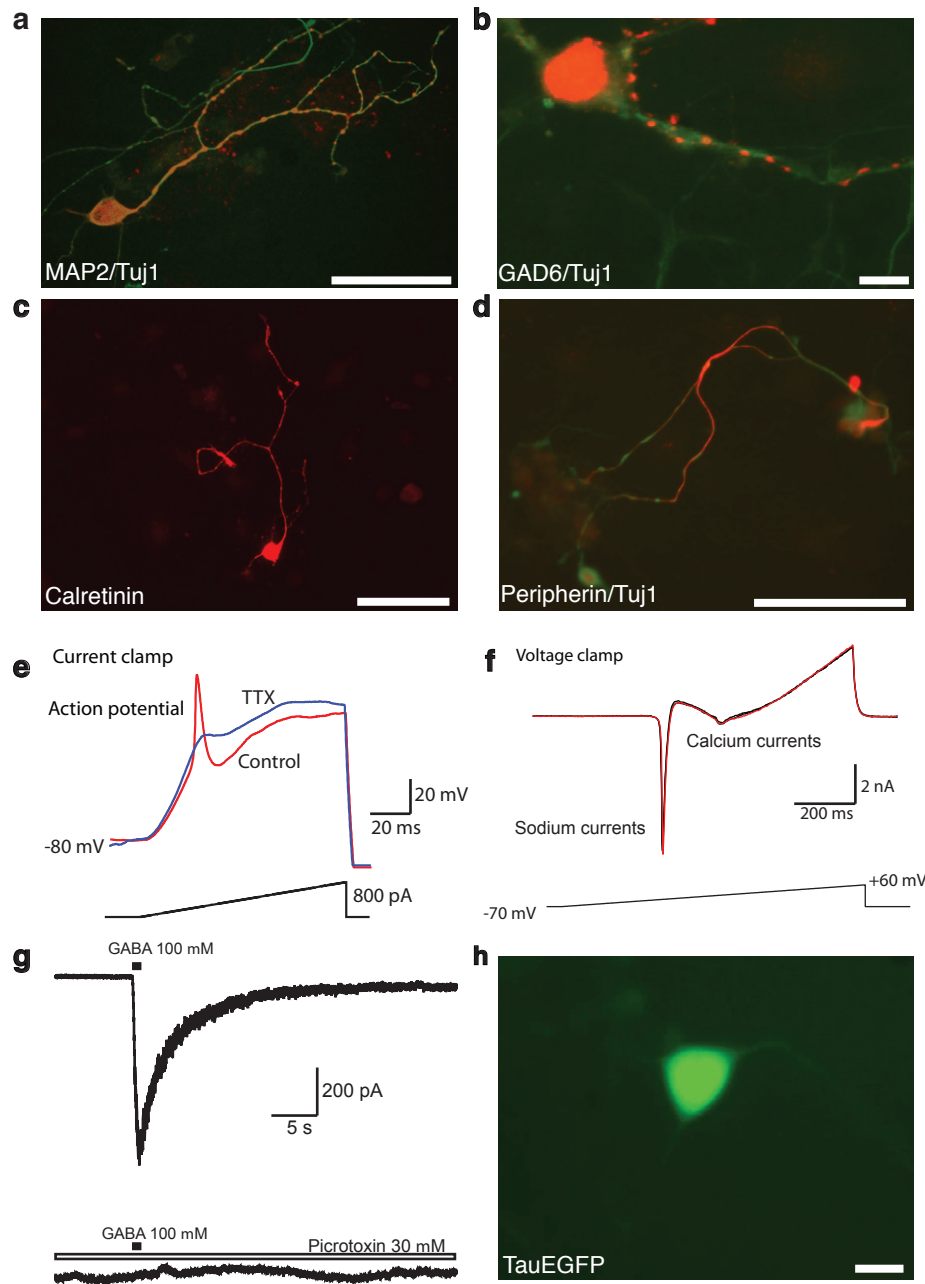 a
MAP2/Tuj1
b
GAD6/Tuj1
c
Calretinin
d
Peripherin/Tuj1
e
Current clamp
Action potential
TTX
Control
20 mV
20 ms
-80 mV
800 pA
f
Voltage clamp
Calcium currents
Sodium currents
2 nA
200 ms
+60 mV
-70 mV
g
GABA 100 mM
200 pA
5 s
GABA 100 mM
Picrotoxin 30 mM
h
TauEGFP